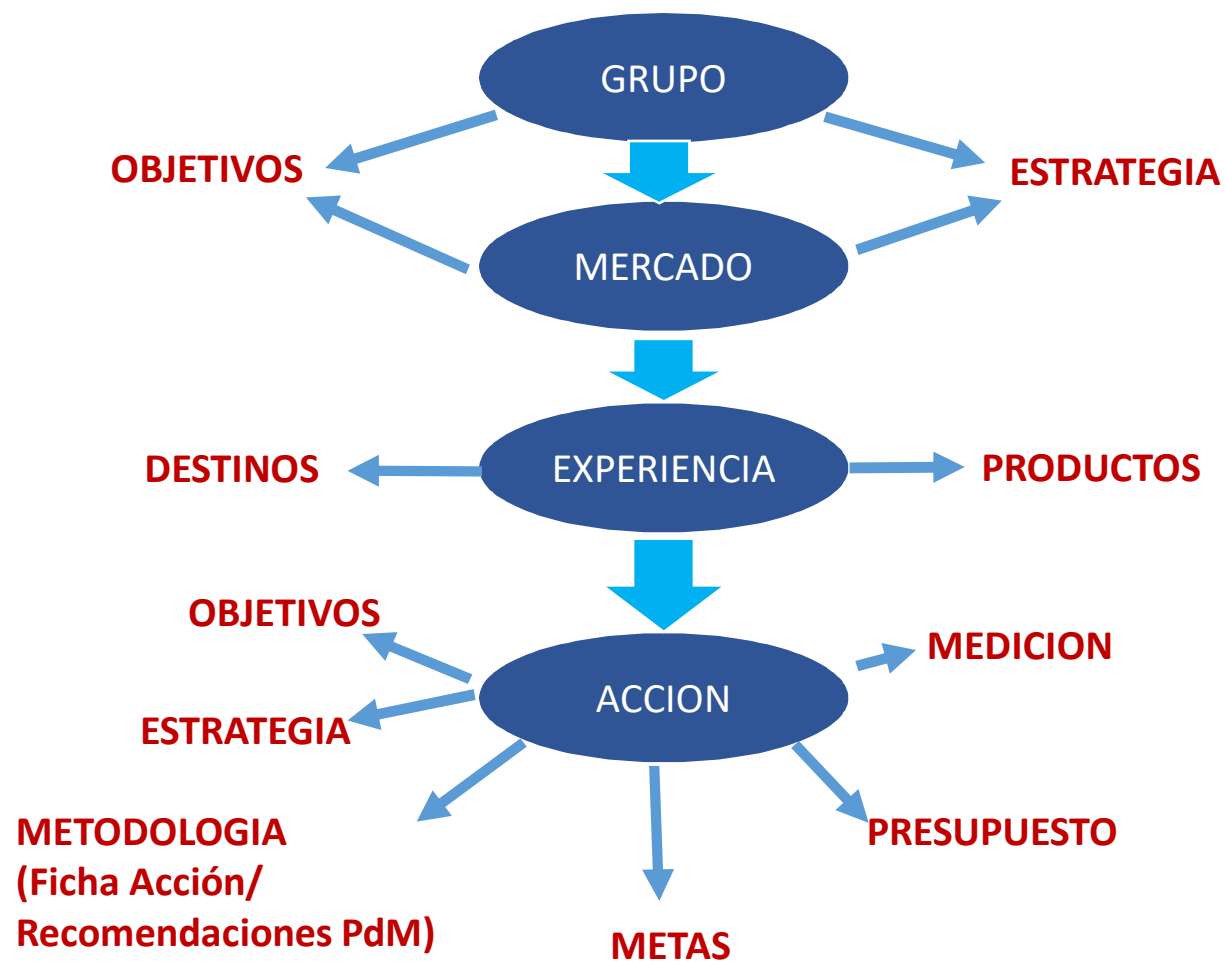 GRUPO
OBJETIVOS
ESTRATEGIA
MERCADO
DESTINOS
EXPERIENCIA
PRODUCTOS
OBJETIVOS
MEDICION
ACCION
ESTRATEGIA
METODOLOGIA
(Ficha Acción/
Recomendaciones PdM)
PRESUPUESTO
METAS